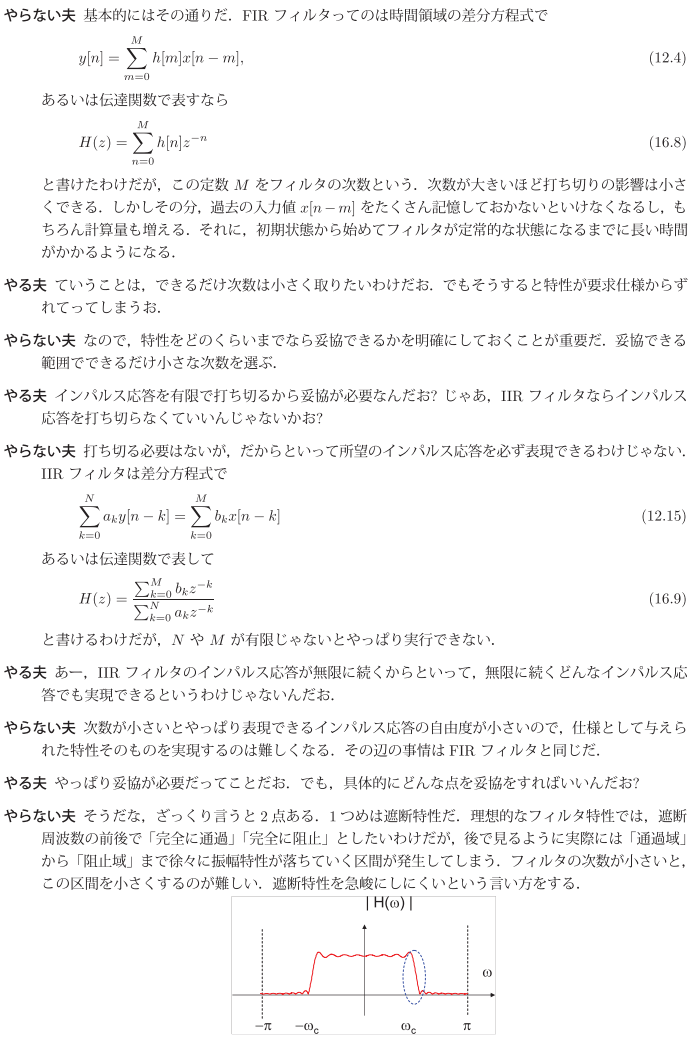 やらない夫 基本的にはその通りだ．FIR フィルタってのは時間領域の差分方程式で
y[n] = \sum_{m=0}^{M} h[m]x[n − m], (12.4)
あるいは伝達関数で表すなら
H(z) = \sum_{n=0}^{M} h[n]z^{−n} (16.8)
と書けたわけだが，この定数 M をフィルタの次数という．次数が大きいほど打ち切りの影響は小さ
くできる．しかしその分，過去の入力値 x[n−m] をたくさん記憶しておかないといけなくなるし，も
ちろん計算量も増える．それに，初期状態から始めてフィルタが定常的な状態になるまでに長い時間
がかかるようになる．
やる夫 ていうことは，できるだけ次数は小さく取りたいわけだお．でもそうすると特性が要求仕様からず
れてってしまうお．
やらない夫 なので，特性をどのくらいまでなら妥協できるかを明確にしておくことが重要だ．妥協できる
範囲でできるだけ小さな次数を選ぶ．
やる夫 インパルス応答を有限で打ち切るから妥協が必要なんだお? じゃあ，IIR フィルタならインパルス
応答を打ち切らなくていいんじゃないかお?
やらない夫 打ち切る必要はないが，だからといって所望のインパルス応答を必ず表現できるわけじゃない．
IIR フィルタは差分方程式で
\sum_{k=0}^{N} a_k y[n − k] = \sum_{k=0}^{M} b_k x[n − k] (12.15)
あるいは伝達関数で表して
H(z) = \frac{\sum_{k=0}^{M} b_k z^{−k}}{\sum_{k=0}^{N} a_k z^{−k}} (16.9)
と書けるわけだが，N や M が有限じゃないとやっぱり実行できない．
やる夫 あー，IIR フィルタのインパルス応答が無限に続くからといって，無限に続くどんなインパルス応
答でも実現できるというわけじゃないんだお．
やらない夫 次数が小さいとやっぱり表現できるインパルス応答の自由度が小さいので，仕様として与えら
れた特性そのものを実現するのは難しくなる．その辺の事情は FIR フィルタと同じだ．
やる夫 やっぱり妥協が必要だってことだお．でも，具体的にどんな点を妥協をすればいいんだお?
やらない夫 そうだな，ざっくり言うと 2 点ある．1 つめは遮断特性だ．理想的なフィルタ特性では，遮断
周波数の前後で「完全に通過」「完全に阻止」としたいわけだが，後で見るように実際には「通過域」
から「阻止域」まで徐々に振幅特性が落ちていく区間が発生してしまう．フィルタの次数が小さいと，
この区間を小さくするのが難しい．遮断特性を急峻にしにくいという言い方をする．
| H(ω) |
ω
−π −ω_c ω_c π